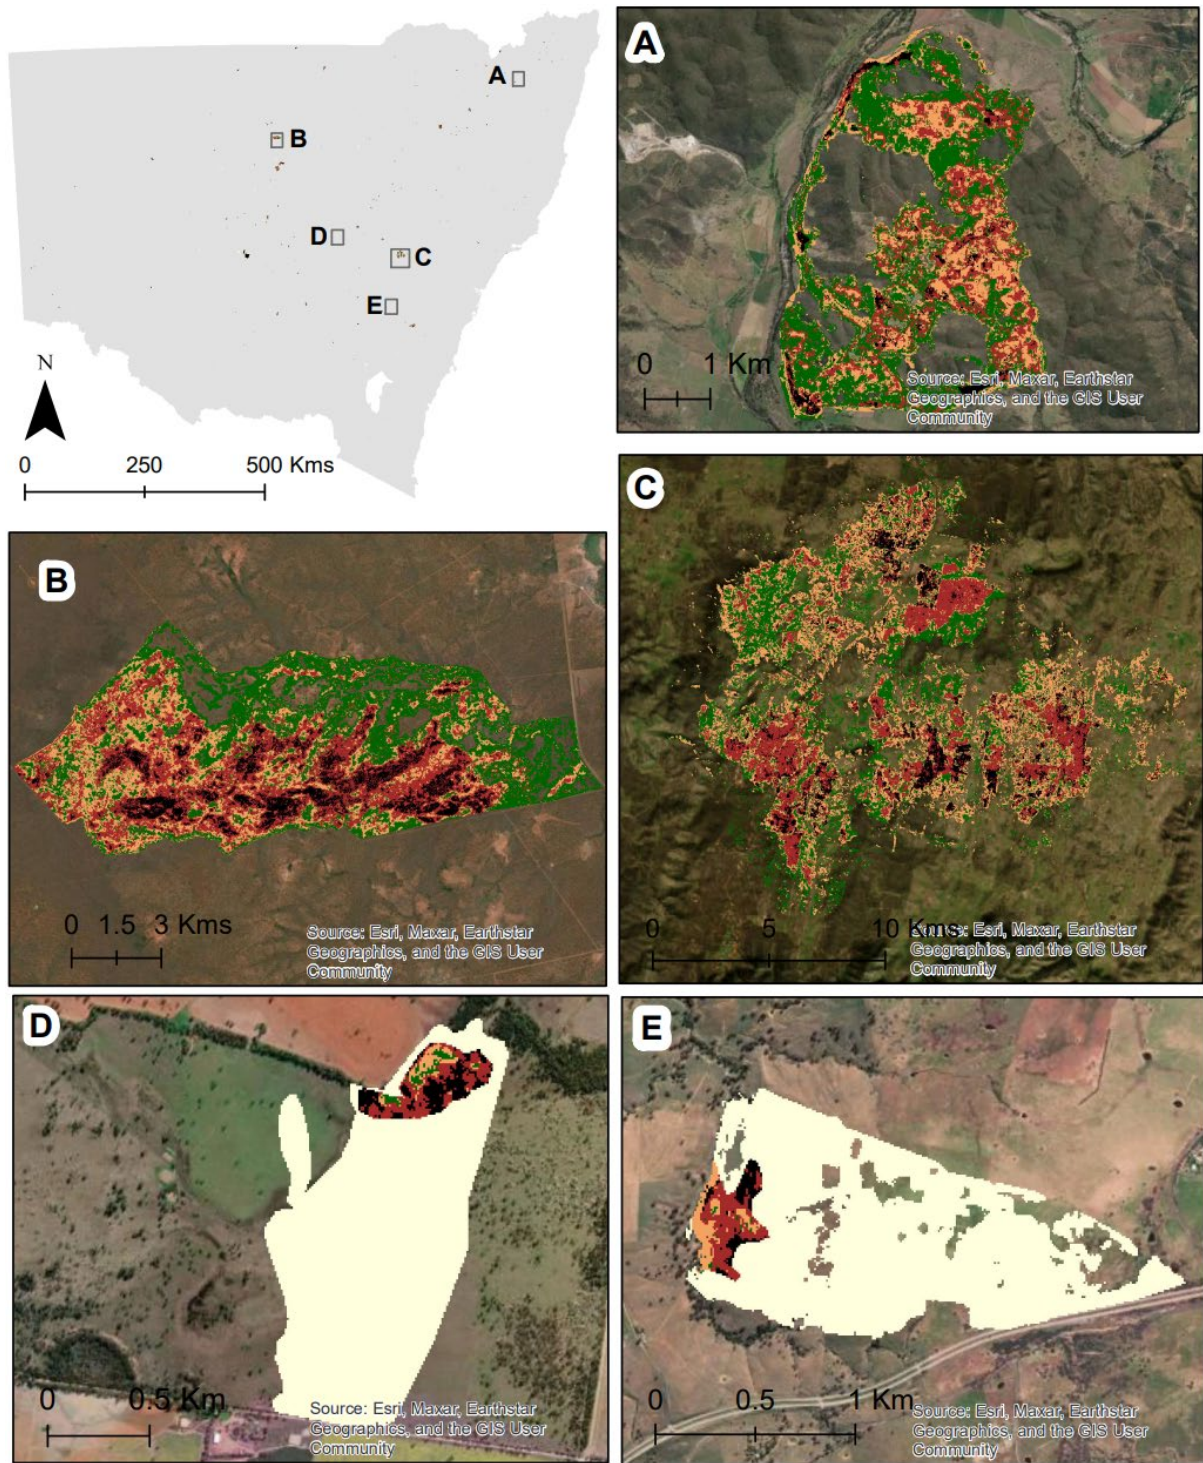 A
B
D
C
E
N
0 250 500 Kms
A
0 1 Km
Source: Esri, Maxar, Earthstar
Geographics, and the GIS User
Community
B
0 1.5 3 Kms
Source: Esri, Maxar, Earthstar
Geographics, and the GIS User
Community
C
0 5 10 Kms
Source: Esri, Maxar, Earthstar
Geographics, and the GIS User
Community
D
0 0.5 Km
Source: Esri, Maxar, Earthstar
Geographics, and the GIS User
Community
E
0 0.5 1 Km
Source: Esri, Maxar, Earthstar
Geographics, and the GIS User
Community